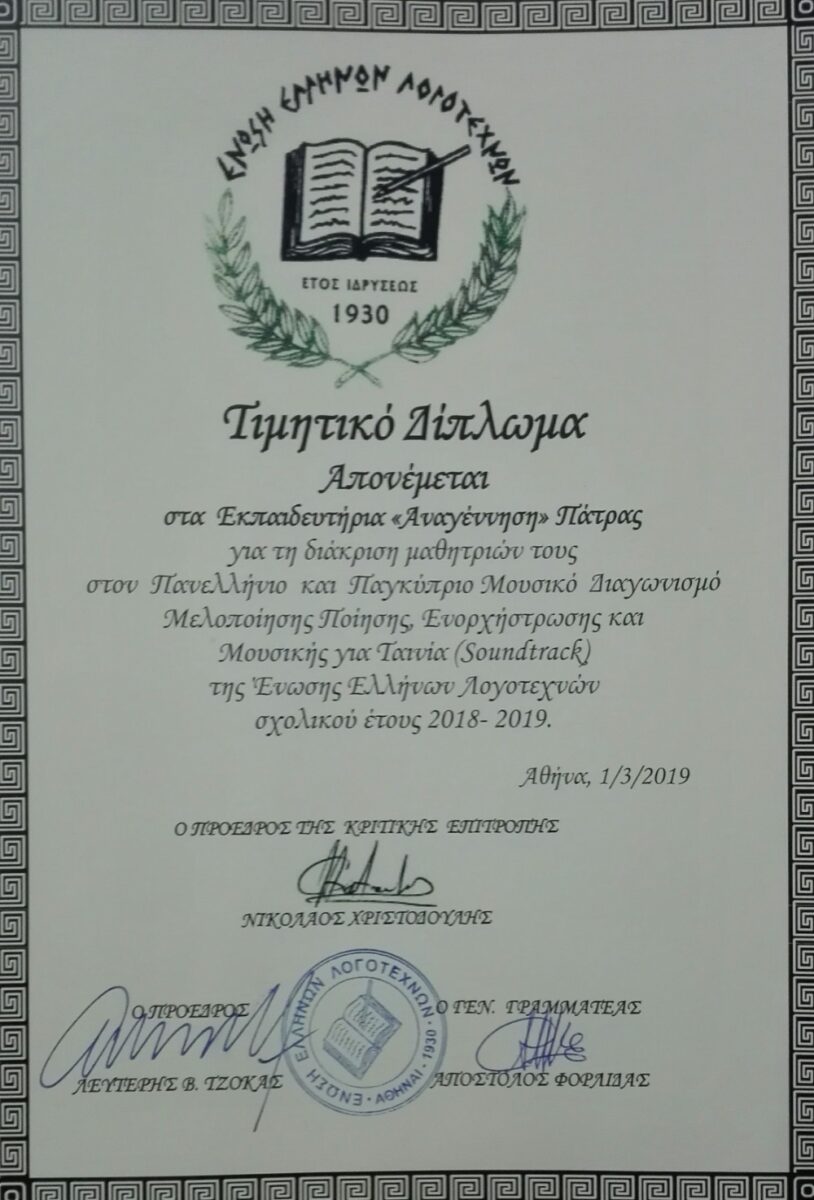 ΕΝΩΣΗ ΕΛΛΗΝΩΝ ΛΟΓΟΤΕΧΝΩΝ
ΕΤΟΣ ΙΔΡΥΣΕΩΣ
1930
Τιμητικό Δίπλωμα
Απονέμεται
στα Εκπαιδευτήρια «Αναγέννηση» Πάτρας
για τη διάκριση μαθητριών τους
στον Πανελλήνιο και Παγκύπριο Μουσικό Διαγωνισμό
Μελοποίησης Ποίησης, Ενορχήστρωσης και
Μουσικής για Ταινία (Soundtrack)
της Ένωσης Ελλήνων Λογοτεχνών
σχολικού έτους 2018- 2019.
Αθήνα, 1/3/2019
Ο ΠΡΟΕΔΡΟΣ ΤΗΣ ΚΡΙΤΙΚΗΣ ΕΠΙΤΡΟΠΗΣ
ΝΙΚΟΛΑΟΣ ΧΡΙΣΤΟΔΟΥΛΗΣ
Ο ΠΡΟΕΔΡΟΣ
ΛΕΥΤΕΡΗΣ Β. ΤΖΟΚΑΣ
ΕΝΩΣΗ ΕΛΛΗΝΩΝ ΛΟΓΟΤΕΧΝΩΝ · ΑΘΗΝΑΙ - 1930 ·
Ο ΓΕΝ. ΓΡΑΜΜΑΤΕΑΣ
ΑΠΟΣΤΟΛΟΣ ΦΟΡΛΙΔΑΣ